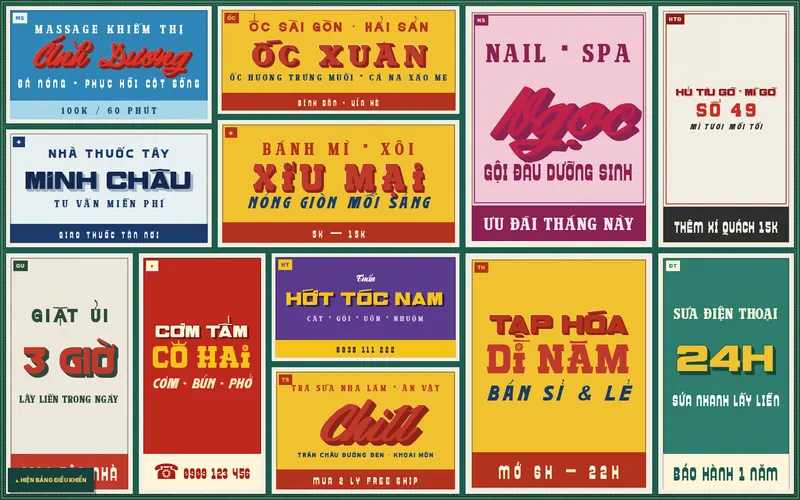 MS
MASSAGE KHIẾM THỊ
Ánh Dương
ĐÁ NÓNG · PHỤC HỒI CỘT SỐNG
100K / 60 PHÚT
ỐC
ỐC SÀI GÒN · HẢI SẢN
ỐC XUÂN
ỐC HƯƠNG TRỨNG MUỐI · CÀ NA XÀO ME
BÌNH DÂN · VỈA HÈ
NS
NAIL · SPA
Ngọc
GỘI ĐẦU DƯỠNG SINH
ƯU ĐÃI THÁNG NÀY
HTG
HỦ TÍU GÕ · MÌ GÕ
SỐ 49
MÌ TƯƠI MỖI TỐI
THÊM XÍ QUÁCH 15K
+
NHÀ THUỐC TÂY
MINH CHÂU
TƯ VẤN MIỄN PHÍ
GIAO THUỐC TẬN NƠI
BÁNH MÌ · XÔI
XÍU MẠI
NÓNG GIÒN MỖI SÁNG
5K — 15K
GU
GIẶT ỦI
3 GIỜ
LẤY LIỀN TRONG NGÀY
NHÀ
▲ HIỆN BẢNG ĐIỀU KHIỂN
CƠM TẤM
CÔ HAI
CƠM · BÚN · PHỞ
☎ 0909 123 456
HT
Tuấn
HỚT TÓC NAM
CẮT · GỘI · UỐN · NHUỘM
0938 111 222
TS
TRÀ SỮA NHÀ LÀM · ĂN VẶT
Chill
TRÂN CHÂU ĐƯỜNG ĐEN · KHOAI MÔN
MUA 2 LY FREE SHIP
TH
TẠP HÓA
DÌ NĂM
BÁN SỈ & LẺ
MỞ 6H — 22H
ĐT
SỬA ĐIỆN THOẠI
24H
SỬA NHANH LẤY LIỀN
BẢO HÀNH 1 NĂM